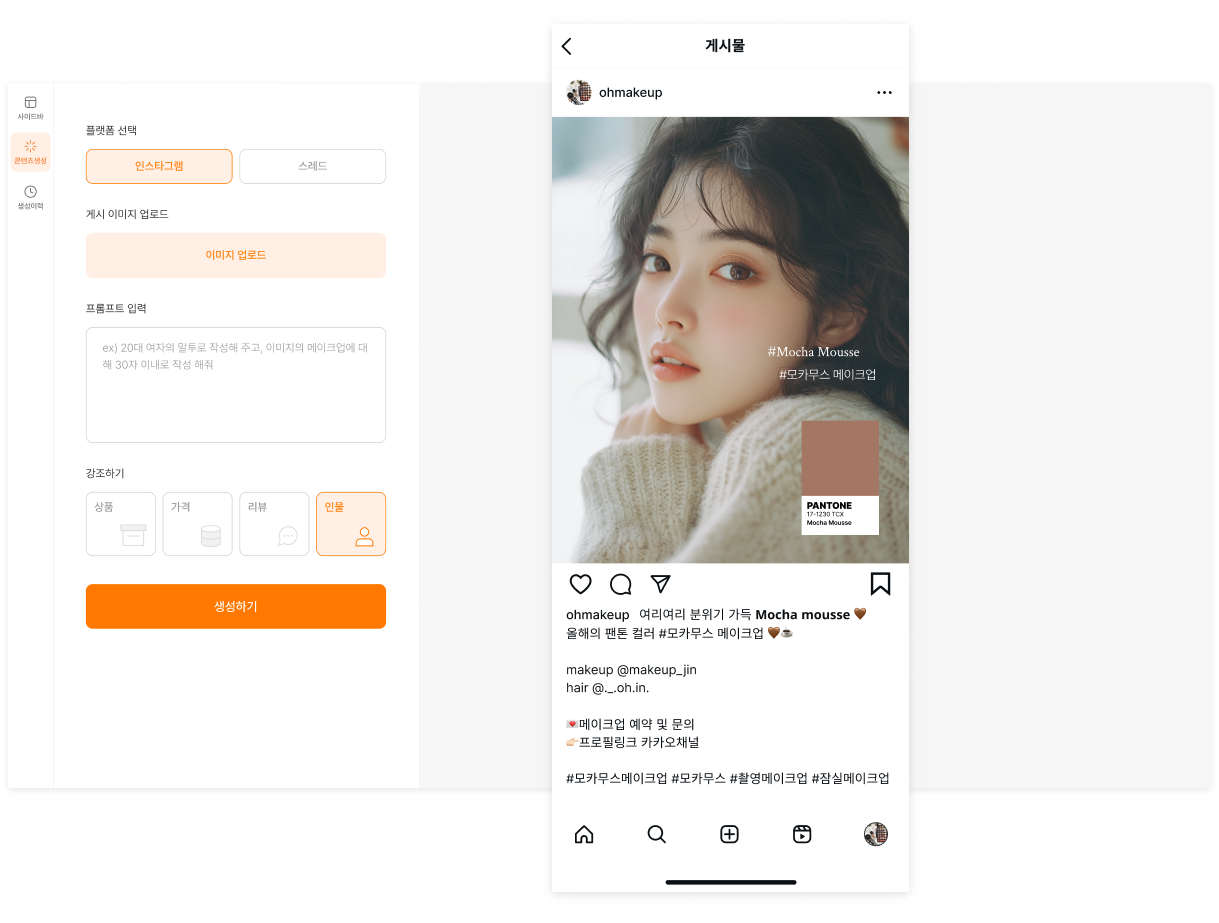 사이드바
콘텐츠생성
생성이력
플랫폼 선택
인스타그램
스레드
게시 이미지 업로드
이미지 업로드
프롬프트 입력
ex) 20대 여자의 말투로 작성해 주고, 이미지의 메이크업에 대
해 30자 이내로 작성 해줘
강조하기
상품
가격
리뷰
인물
생성하기
게시물
ohmakeup
#Mocha Mousse
#모카무스 메이크업
PANTONE
17-1230 TCX
Mocha Mousse
ohmakeup 여리여리 분위기 가득 Mocha mousse 🤎
올해의 팬톤 컬러 #모카무스 메이크업 🤎☕
makeup @makeup_jin
hair @._.oh.in.
💌메이크업 예약 및 문의
👉🏻프로필링크 카카오채널
#모카무스메이크업 #모카무스 #촬영메이크업 #잠실메이크업